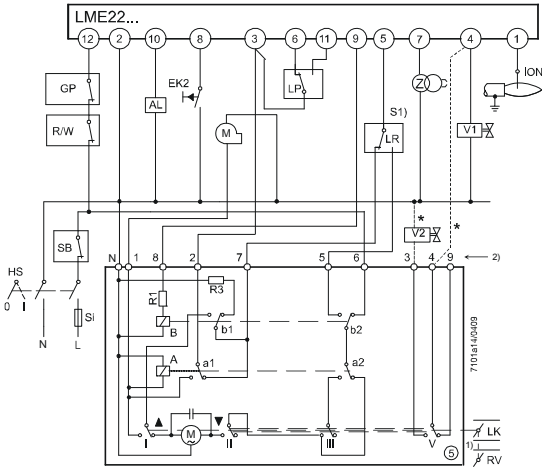 LME22...
12 2 10 8 3 6 11 9 5 7 4 1
ION
GP
EK2
LP
Z C
AL
S1)
R/W
M
LR
V1
*
*
V2
SB
N 1 8 2 7 5 6 3 4 9 2)
HS
0 I
R1
R3
Si
B
b1
b2
N L
A
a1
a2
7101a14/0409
I
M
II
III
V
LK
5
1)
RV